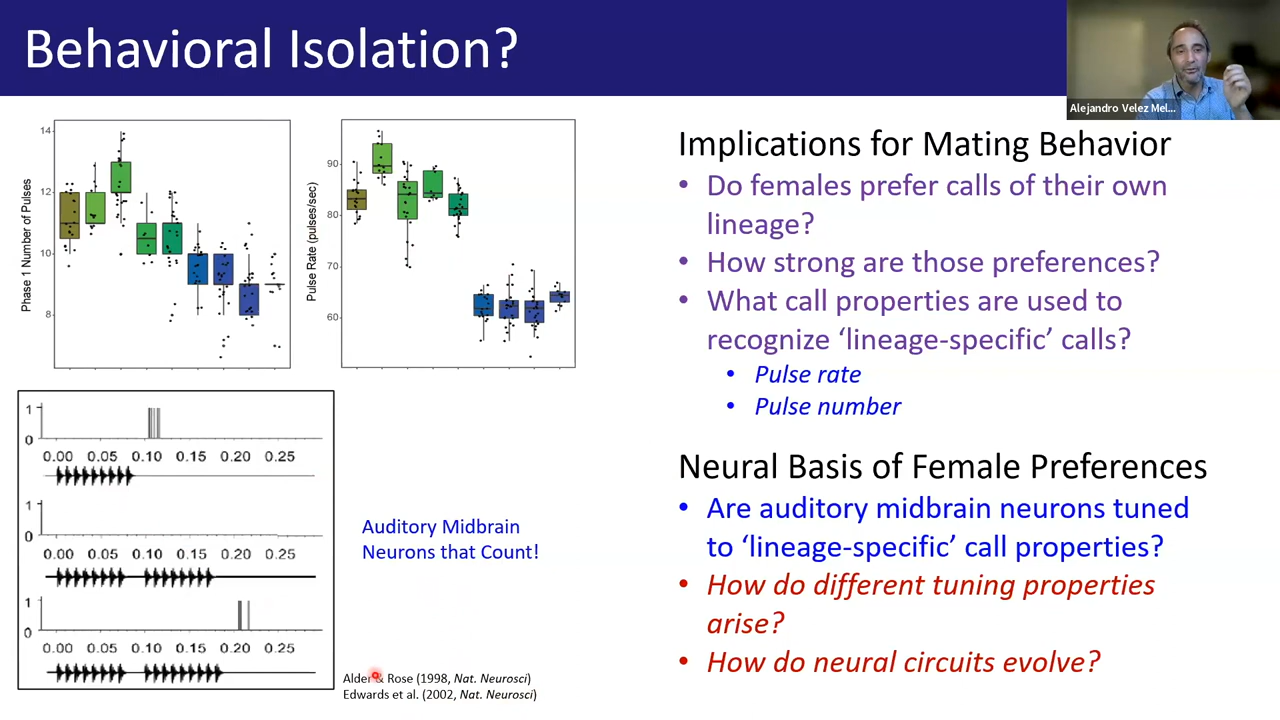 Behavioral Isolation?
Alejandro Velez Mel...
Phase 1 Number of Pulses
14
12
10
8
Pulse Rate (pulses/sec)
90
80
70
60
1
0
0.00 0.05 0.10 0.15 0.20 0.25
1
0
0.00 0.05 0.10 0.15 0.20 0.25
1
0
0.00 0.05 0.10 0.15 0.20 0.25
Auditory Midbrain
Neurons that Count!
Alder & Rose (1998, Nat. Neurosci)
Edwards et al. (2002, Nat. Neurosci)
Implications for Mating Behavior
• Do females prefer calls of their own
lineage?
• How strong are those preferences?
• What call properties are used to
recognize ‘lineage-specific’ calls?
• Pulse rate
• Pulse number
Neural Basis of Female Preferences
• Are auditory midbrain neurons tuned
to ‘lineage-specific’ call properties?
• How do different tuning properties
arise?
• How do neural circuits evolve?